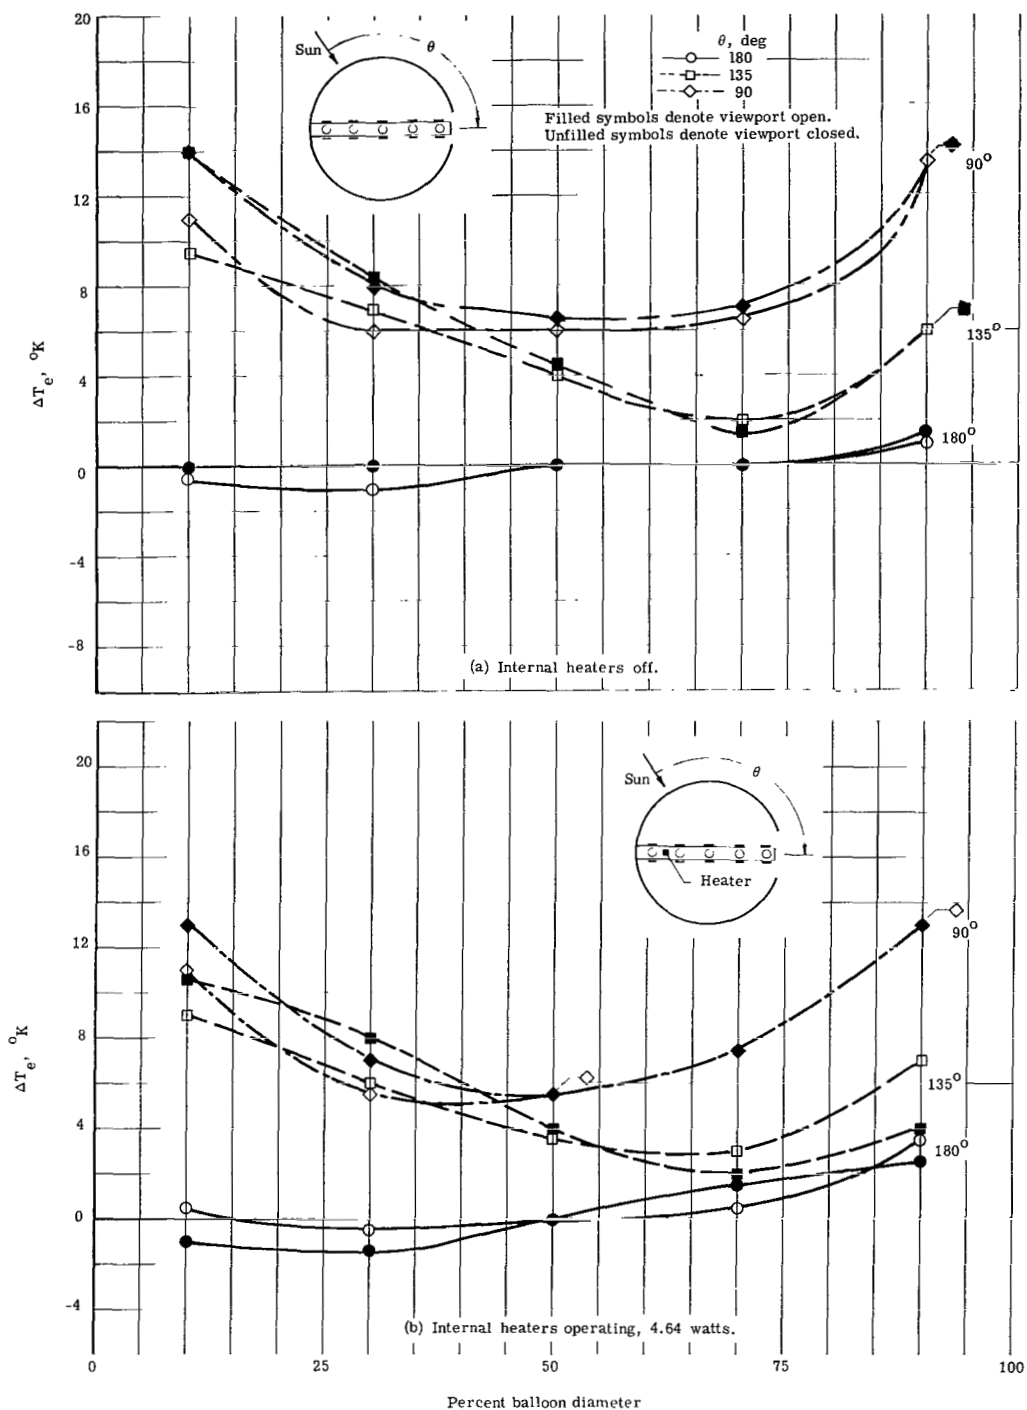 20
16
12
8
4
0
-4
-8
ΔTe, °K
Sun
θ
θ, deg
180
135
90
Filled symbols denote viewport open.
Unfilled symbols denote viewport closed.
90°
135°
180°
(a) Internal heaters off.
20
16
12
8
4
0
-4
ΔTe, °K
Sun
θ
Heater
90°
135°
180°
(b) Internal heaters operating, 4.64 watts.
0
25
50
75
100
Percent balloon diameter